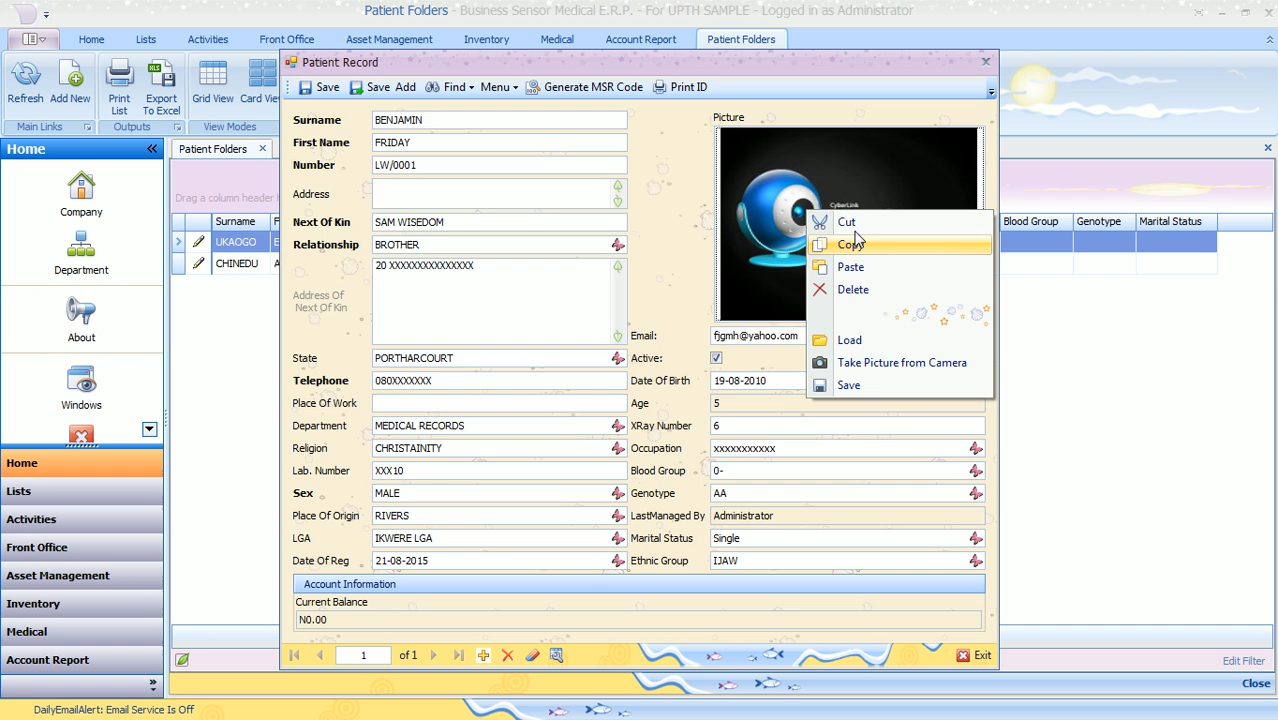 Patient Folders - Business Sensor Medical E.R.P. - For UPTH SAMPLE - Logged in as Administrator
Home Lists Activities Front Office Asset Management Inventory Medical Account Report Patient Folders
Refresh Add New Print List Export To Excel Grid View Card Vie
Main Links Outputs View Modes
Home
Company
Department
About
Windows
Home
Lists
Activities
Front Office
Asset Management
Inventory
Medical
Account Report
Patient Folders
Drag a column header h
Surname F
UKAOGO E
CHINEDU A
Blood Group Genotype Marital Status
Patient Record
Save Save Add Find Menu Generate MSR Code Print ID
Surname BENJAMIN
First Name FRIDAY
Number LW/0001
Address
Next Of Kin SAM WISEDOM
Relationship BROTHER
Address Of Next Of Kin 20 XXXXXXXXXXXXXXX
State PORTHARCOURT
Telephone 080XXXXXXX
Place Of Work
Department MEDICAL RECORDS
Religion CHRISTAINITY
Lab. Number XXX10
Sex MALE
Place Of Origin RIVERS
LGA IKWERE LGA
Date Of Reg 21-08-2015
Picture
CyberLink
Cut
Copy
Paste
Delete
Load
Take Picture from Camera
Save
Email: fjgmh@yahoo.com
Active:
Date Of Birth 19-08-2010
Age 5
XRay Number 6
Occupation xxxxxxxxxxx
Blood Group 0-
Genotype AA
LastManaged By Administrator
Marital Status Single
Ethnic Group IJAW
Account Information
Current Balance
N0.00
1 of 1
Exit
Edit Filter
Close
DailyEmailAlert: Email Service Is Off